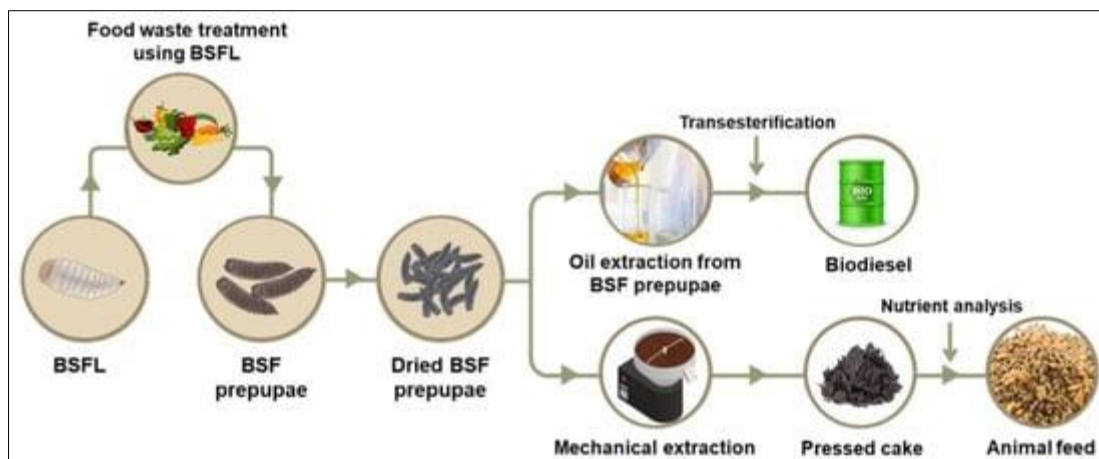 Food waste treatment
using BSFL
Transesterification
BIO
Oil extraction from
BSF prepupae
Biodiesel
Nutrient analysis
BSFL
BSF
prepupae
Dried BSF
prepupae
Mechanical extraction
Pressed cake
Animal feed